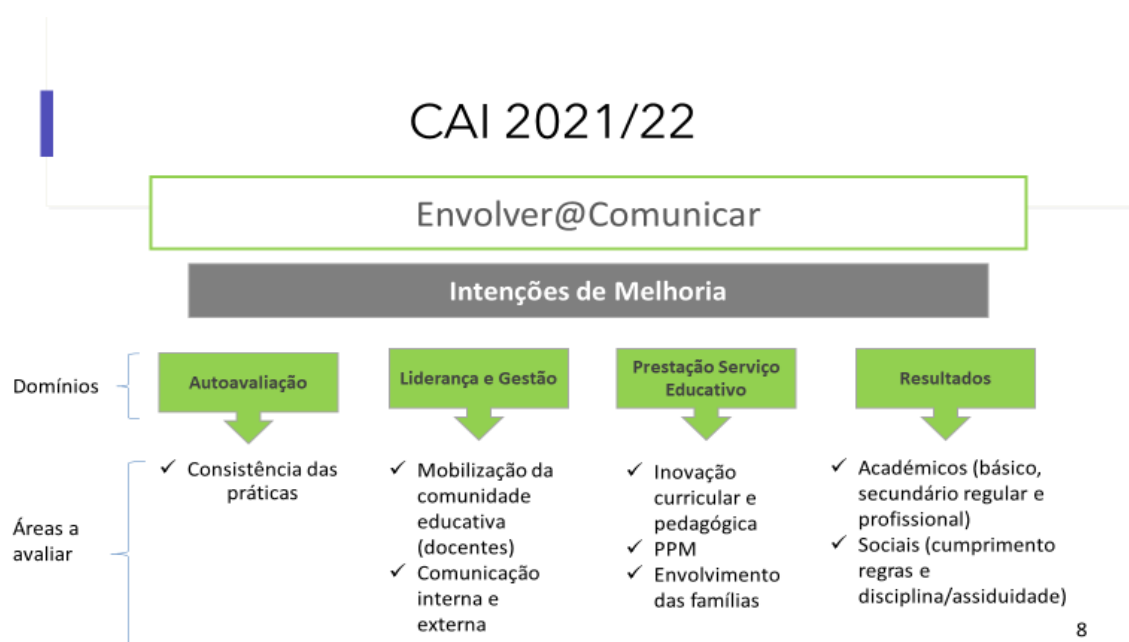 CAI 2021/22
Envolver@Comunicar
Intenções de Melhoria
Domínios
Autoavaliação
Liderança e Gestão
Prestação Serviço
Educativo
Resultados
Áreas a
avaliar
✓ Consistência das
práticas
✓ Mobilização da
comunidade
educativa
(docentes)
✓ Comunicação
interna e
externa
✓ Inovação
curricular e
pedagógica
✓ PPM
✓ Envolvimento
das famílias
✓ Académicos (básico,
secundário regular e
profissional)
✓ Sociais (cumprimento
regras e
disciplina/assiduidade)
8